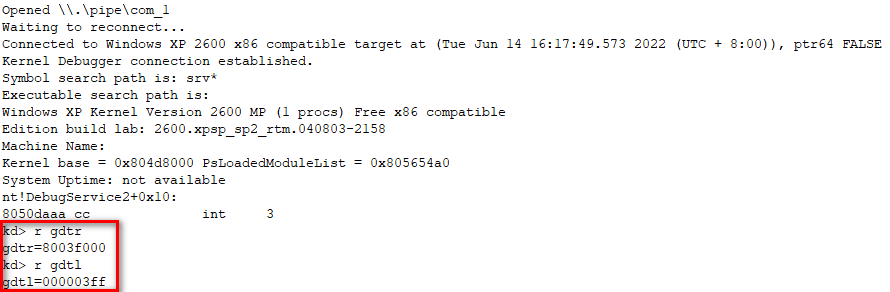 Opened \\.\pipe\com_1
Waiting to reconnect...
Connected to Windows XP 2600 x86 compatible target at (Tue Jun 14 16:17:49.573 2022 (UTC + 8:00)), ptr64 FALSE
Kernel Debugger connection established.
Symbol search path is: srv*
Executable search path is:
Windows XP Kernel Version 2600 MP (1 procs) Free x86 compatible
Edition build lab: 2600.xpsp_sp2_rtm.040803-2158
Machine Name:
Kernel base = 0x804d8000 PsLoadedModuleList = 0x805654a0
System Uptime: not available
nt!DebugService2+0x10:
8050daaa cc              int     3
kd> r gdtr
gdtr=8003f000
kd> r gdtl
gdtl=000003ff